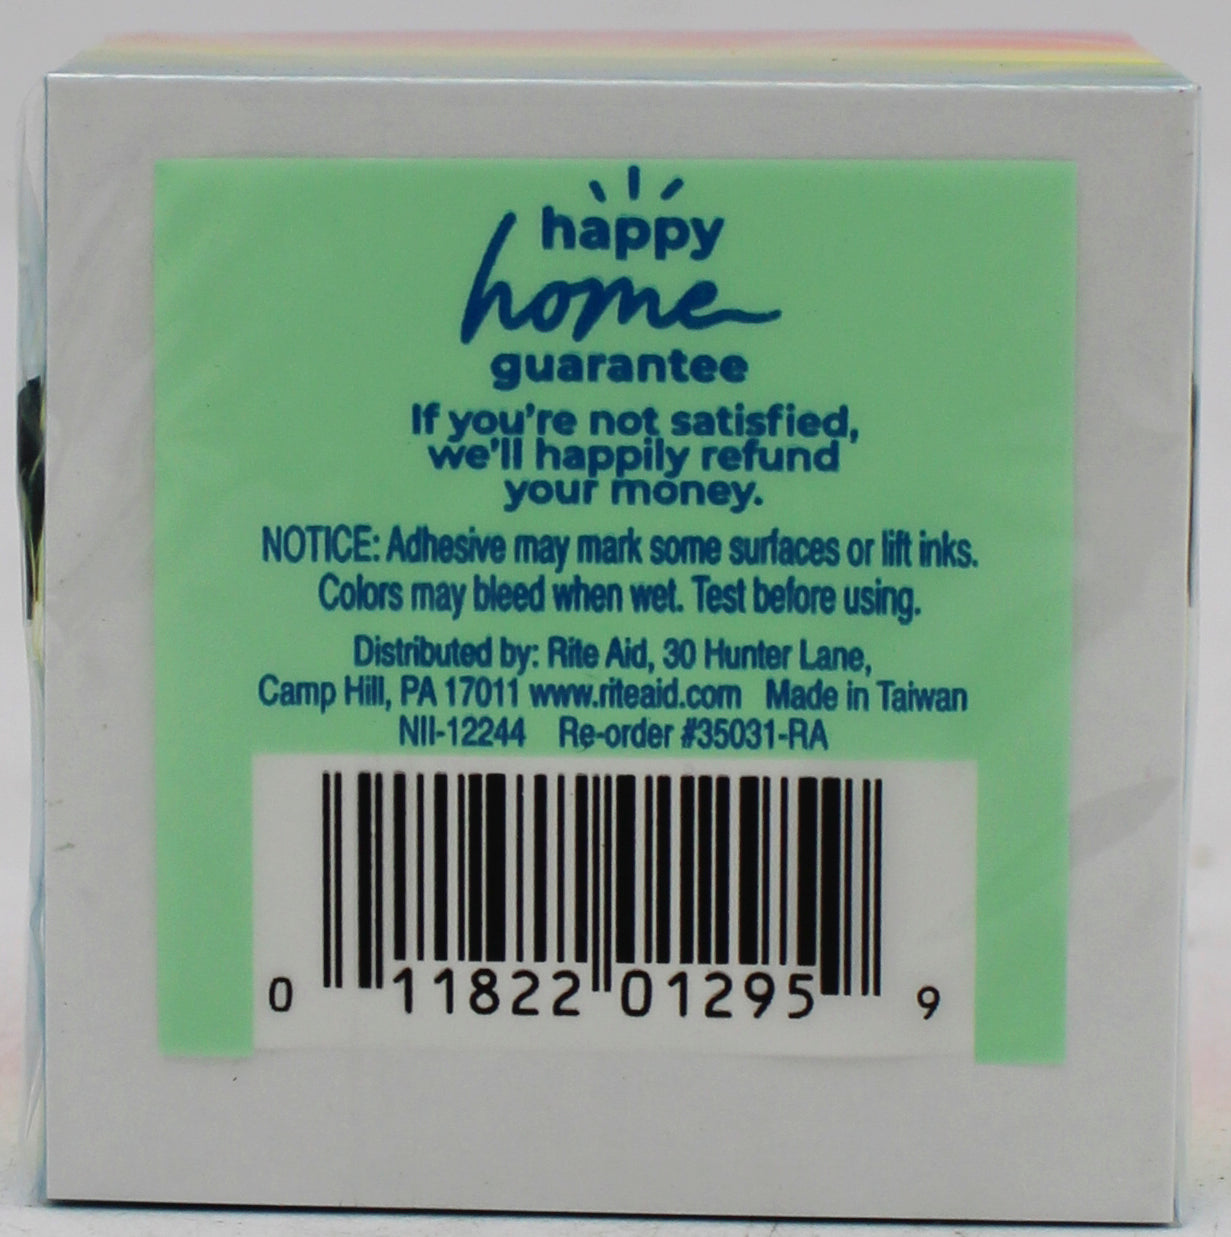 happy
home
guarantee
If you're not satisfied,
we'll happily refund
your money.
NOTICE: Adhesive may mark some surfaces or lift inks.
Colors may bleed when wet. Test before using.
Distributed by: Rite Aid, 30 Hunter Lane,
Camp Hill, PA 17011 www.riteaid.com Made in Taiwan
NII-12244 Re-order #35031-RA
0 11822 01295 9